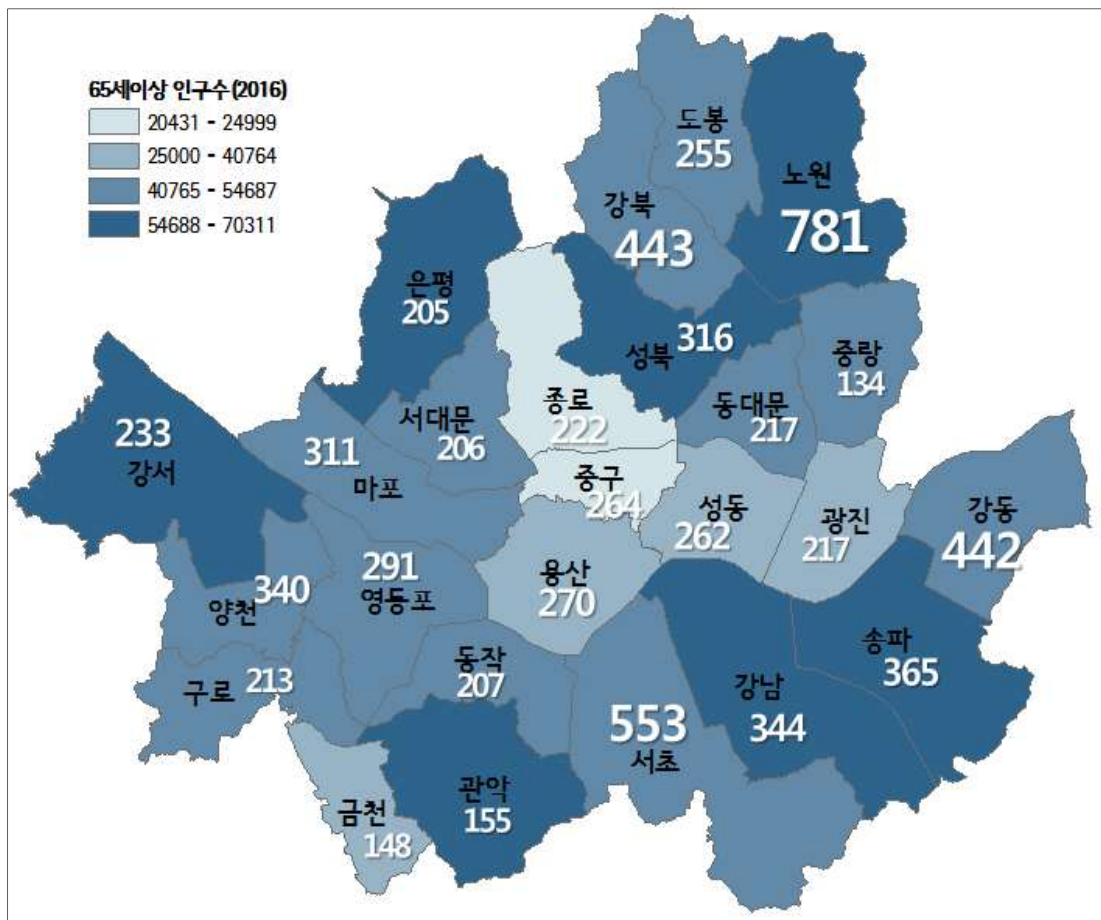 65세이상 인구수(2016)
20431 - 24999
25000 - 40764
40765 - 54687
54688 - 70311
도봉
255
노원
781
강북
443
은평
205
성북
316
중랑
134
종로
222
동대문
217
서대문
206
233
강서
311
마포
중구
264
성동
262
광진
217
강동
442
용산
270
291
영등포
양천
340
구로
213
동작
207
송파
365
강남
344
553
서초
관악
155
금천
148